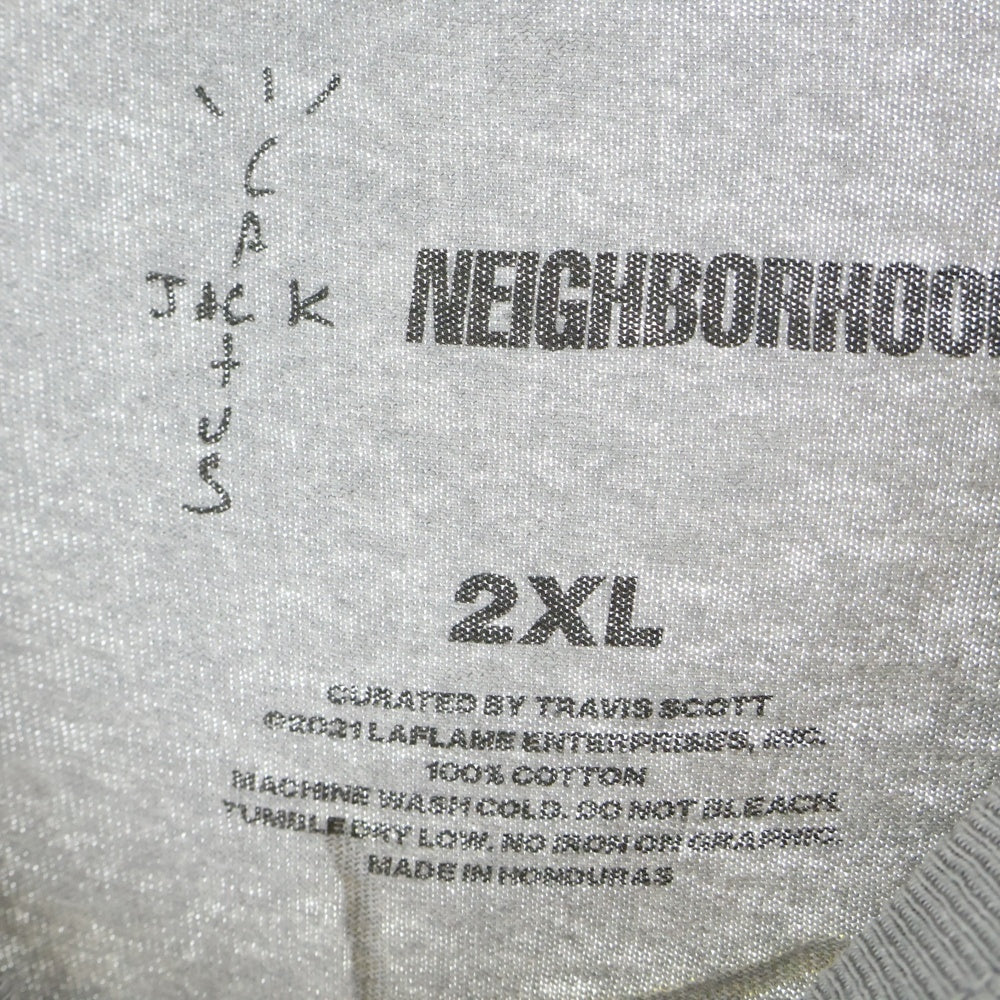 CACTUS
JACK
NEIGHBORHOO
2XL
CURATED BY TRAVIS SCOTT
©2021 LAFLAME ENTERPRISES, INC.
100% COTTON
MACHINE WASH COLD. DO NOT BLEACH.
TUMBLE DRY LOW. NO IRON ON GRAPHIC.
MADE IN HONDURAS